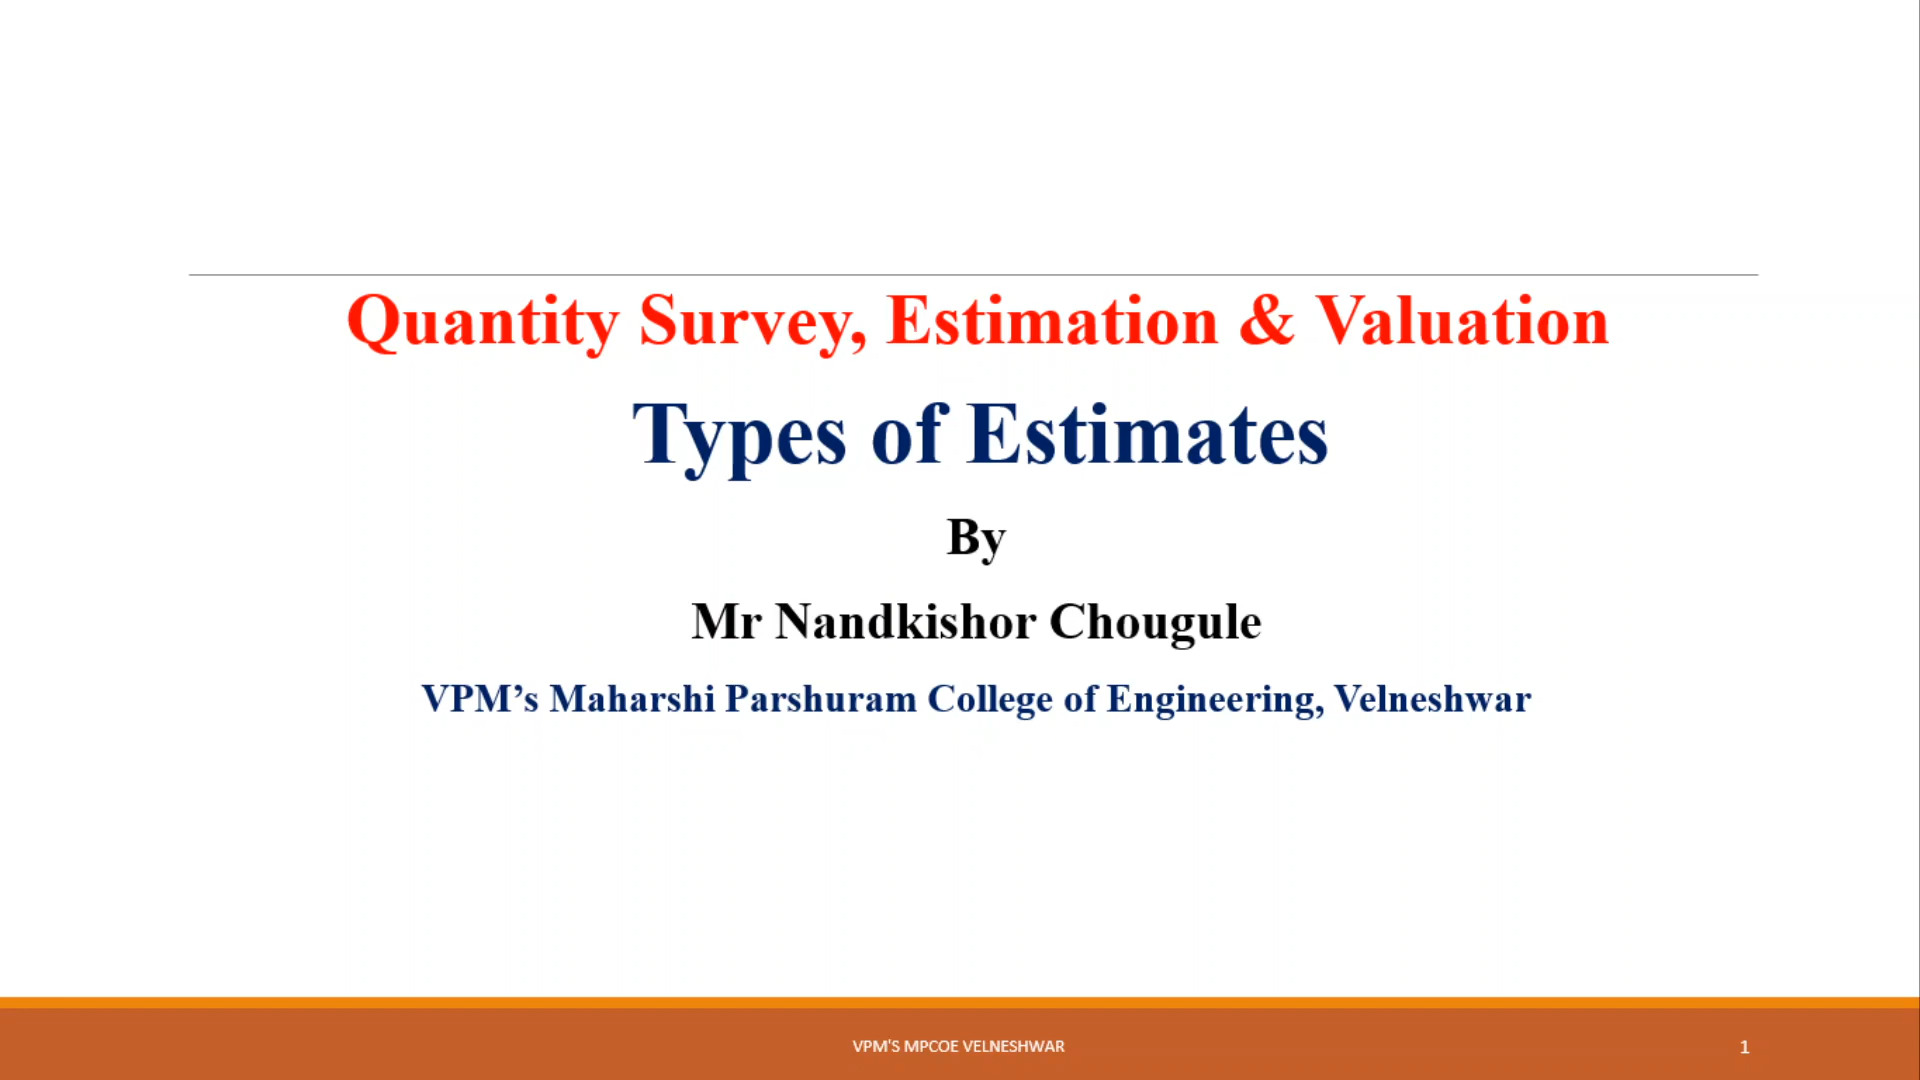 Quantity Survey, Estimation & Valuation
Types of Estimates
By
Mr Nandkishor Chougule
VPM’s Maharshi Parshuram College of Engineering, Velneshwar
VPM'S MPCOE VELNESHWAR
1